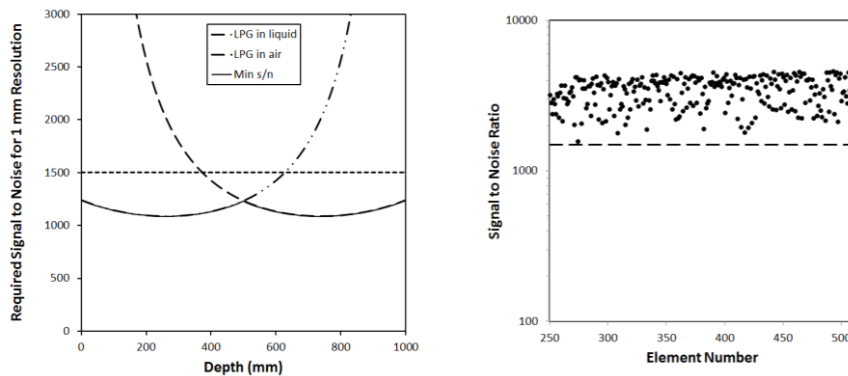 3000
2500
2000
1500
1000
500
0
Required Signal to Noise for 1 mm Resolution
LPG in liquid
LPG in air
Min s/n
0 200 400 600 800 1000
Depth (mm)
10000
1000
100
Signal to Noise Ratio
250 300 350 400 450 500
Element Number